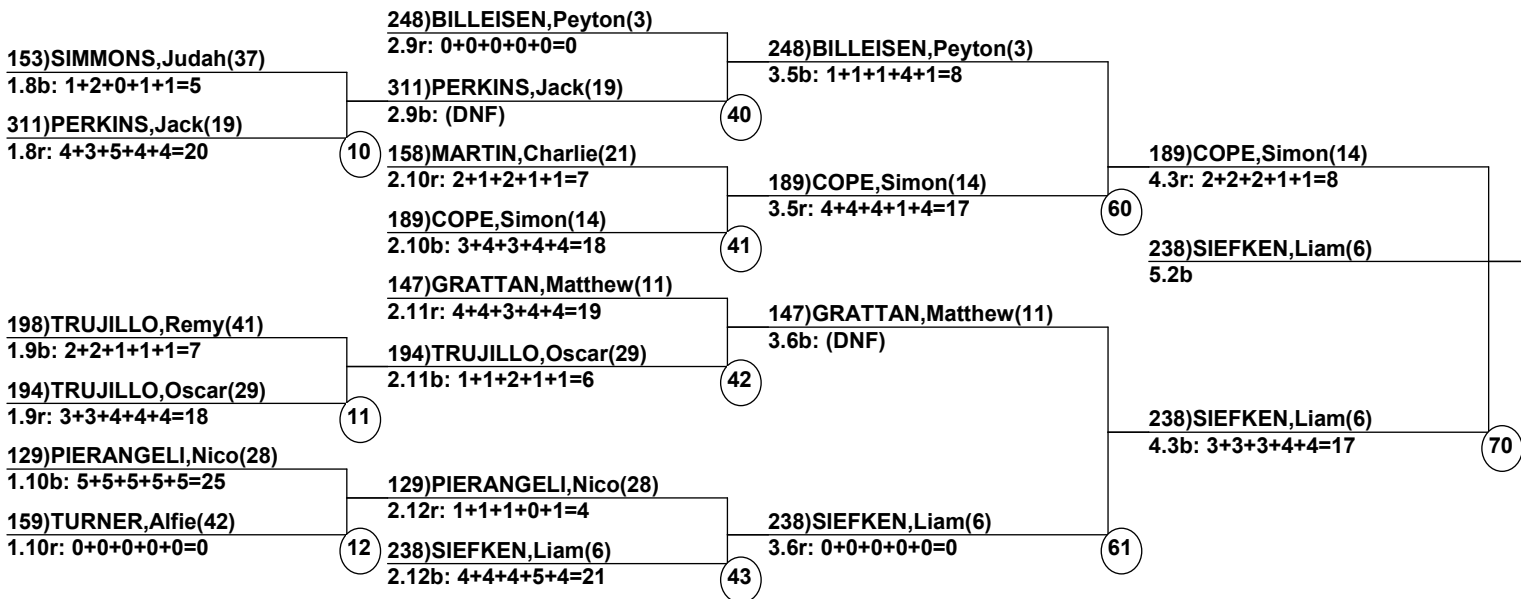 153)SIMMONS,Judah(37)
1.8b: 1+2+0+1+1=5
311)PERKINS,Jack(19)
1.8r: 4+3+5+4+4=20
10
198)TRUJILLO,Remy(41)
1.9b: 2+2+1+1+1=7
194)TRUJILLO,Oscar(29)
1.9r: 3+3+4+4+4=18
11
129)PIERANGELI,Nico(28)
1.10b: 5+5+5+5+5=25
159)TURNER,Alfie(42)
1.10r: 0+0+0+0+0=0
12
248)BILLEISEN,Peyton(3)
2.9r: 0+0+0+0+0=0
311)PERKINS,Jack(19)
2.9b: (DNF)
40
158)MARTIN,Charlie(21)
2.10r: 2+1+2+1+1=7
189)COPE,Simon(14)
2.10b: 3+4+3+4+4=18
41
147)GRATTAN,Matthew(11)
2.11r: 4+4+3+4+4=19
194)TRUJILLO,Oscar(29)
2.11b: 1+1+2+1+1=6
42
129)PIERANGELI,Nico(28)
2.12r: 1+1+1+0+1=4
238)SIEFKEN,Liam(6)
2.12b: 4+4+4+5+4=21
43
248)BILLEISEN,Peyton(3)
3.5b: 1+1+1+4+1=8
189)COPE,Simon(14)
3.5r: 4+4+4+1+4=17
60
147)GRATTAN,Matthew(11)
3.6b: (DNF)
238)SIEFKEN,Liam(6)
3.6r: 0+0+0+0+0=0
61
189)COPE,Simon(14)
4.3r: 2+2+2+1+1=8
238)SIEFKEN,Liam(6)
5.2b
238)SIEFKEN,Liam(6)
4.3b: 3+3+3+4+4=17
70